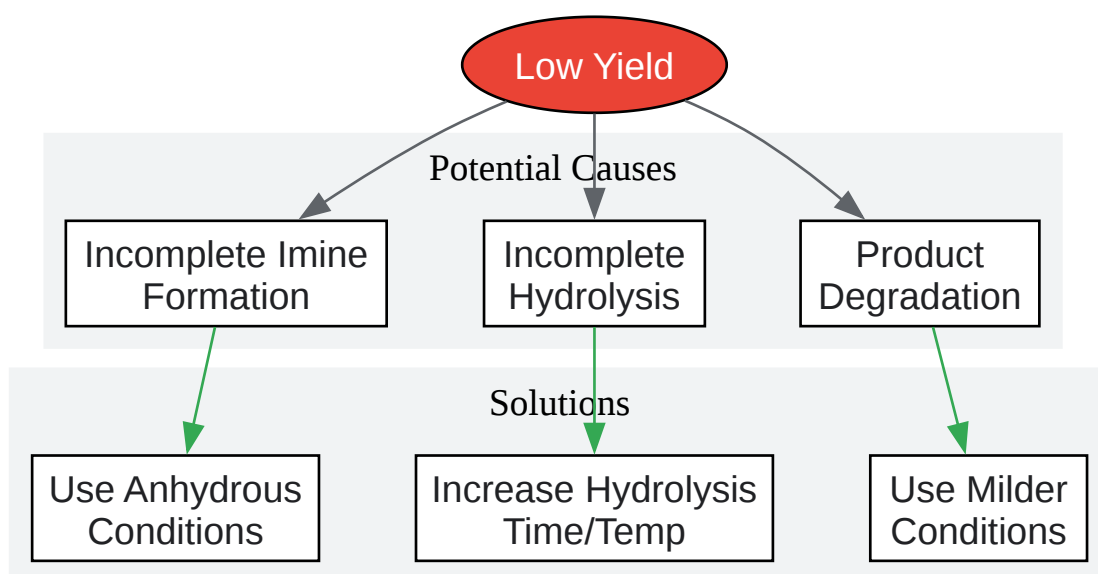 Low Yield
Potential Causes
Incomplete Imine
Formation
Incomplete
Hydrolysis
Product
Degradation
Solutions
Use Anhydrous
Conditions
Increase Hydrolysis
Time/Temp
Use Milder
Conditions